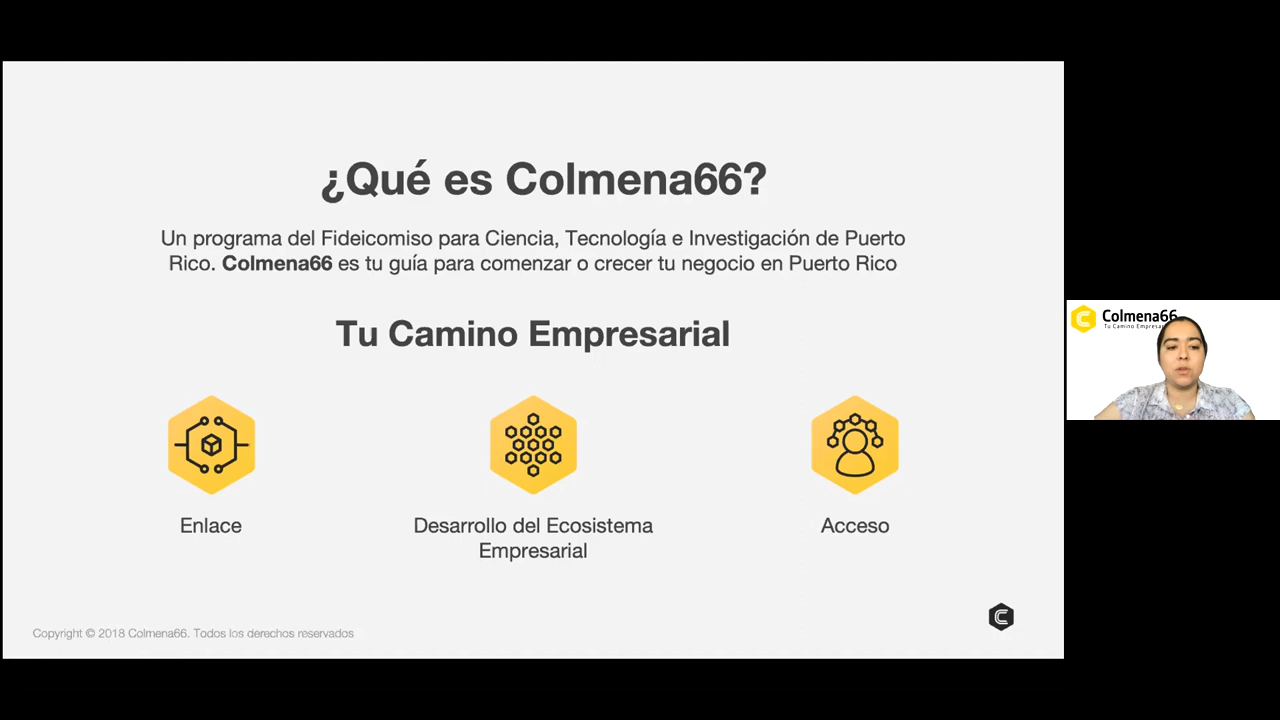 ¿Qué es Colmena66?
Un programa del Fideicomiso para Ciencia, Tecnología e Investigación de Puerto
Rico. Colmena66 es tu guía para comenzar o crecer tu negocio en Puerto Rico
Tu Camino Empresarial
Enlace
Desarrollo del Ecosistema
Empresarial
Acceso
Copyright © 2018 Colmena66. Todos los derechos reservados
Colmena66
Tu Camino